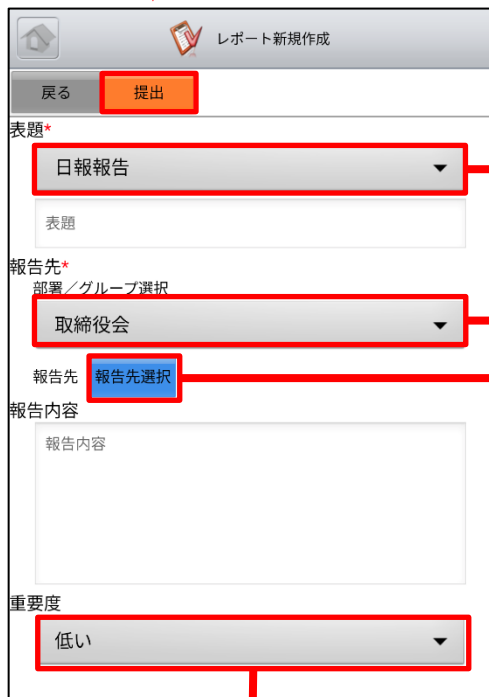 レポート新規作成
戻る 提出
表題*
日報報告
表題
報告先*
部署／グループ選択
取締役会
報告先 報告先選択
報告内容
報告内容
重要度
低い